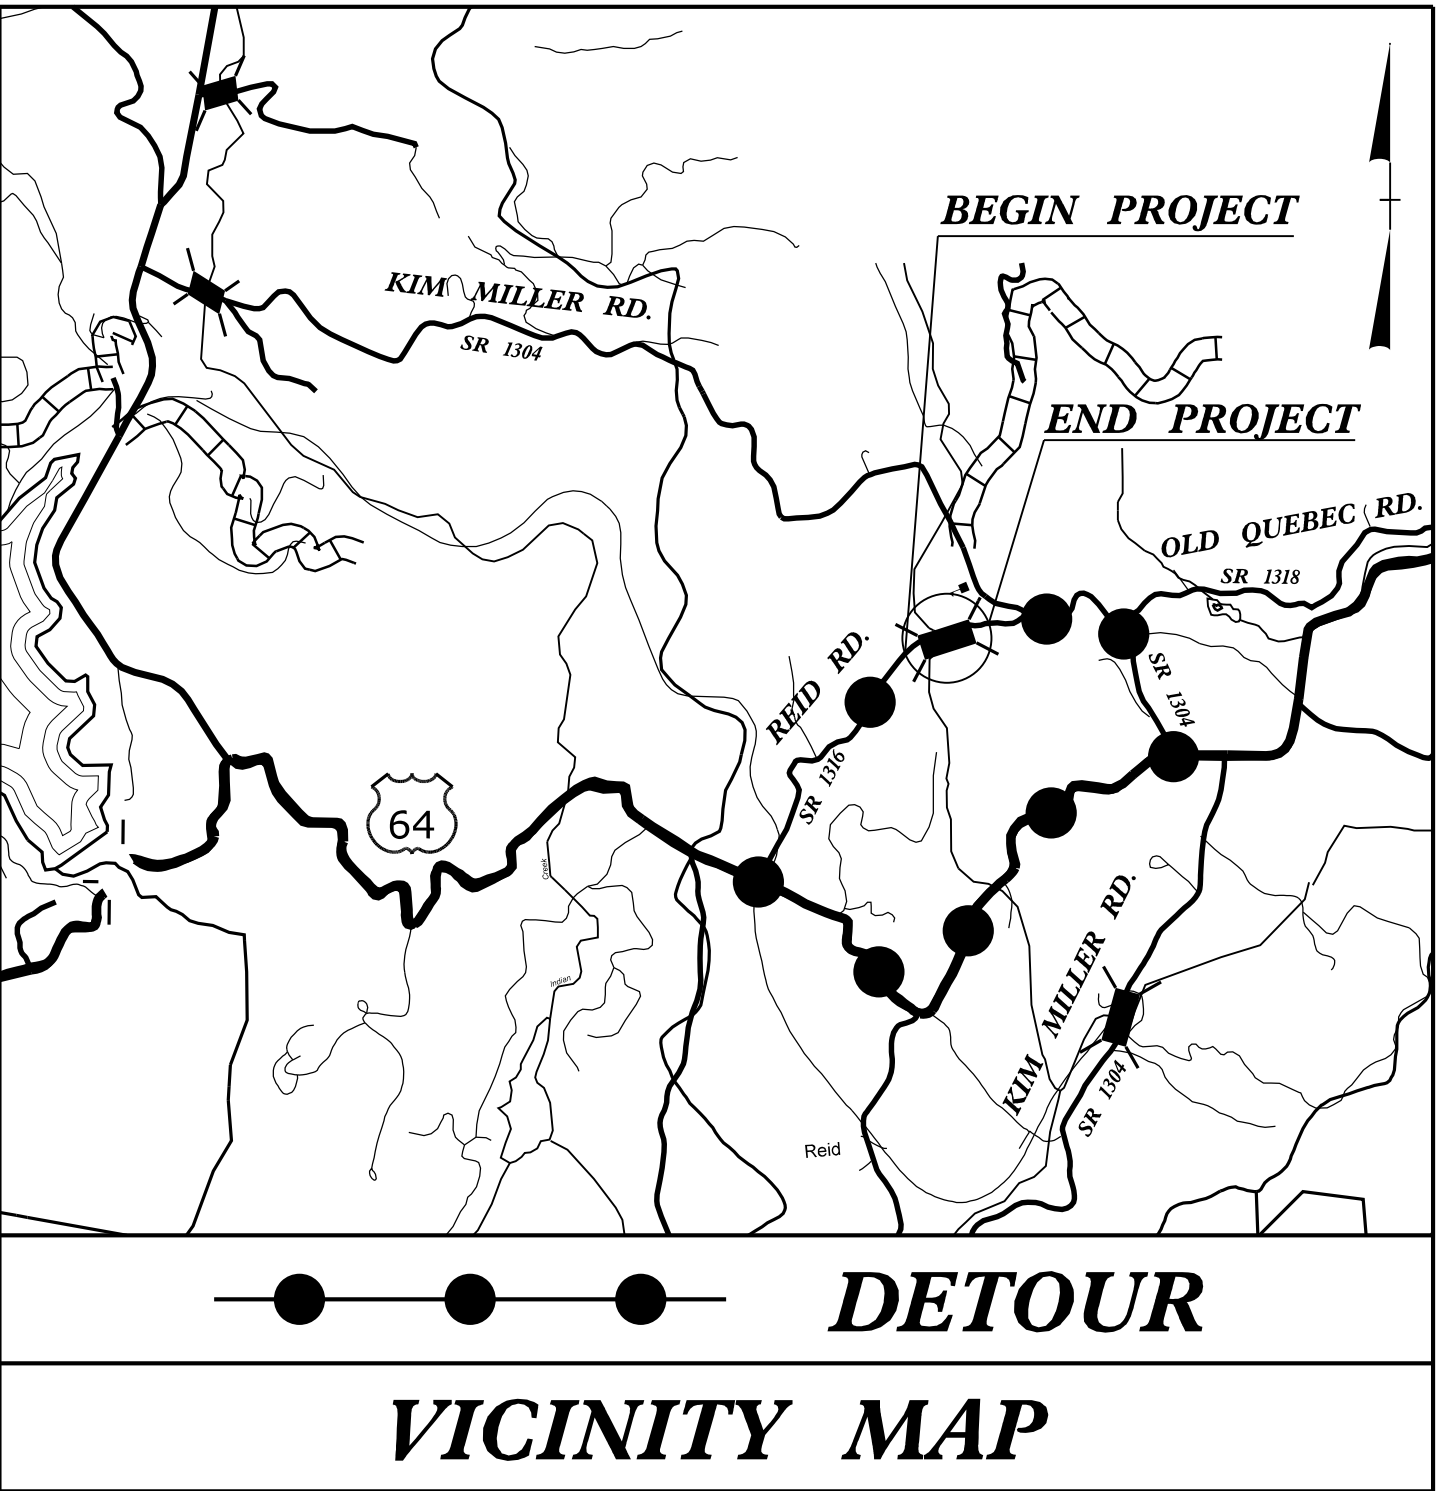 BEGIN PROJECT
KIM MILLER RD.
SR 1304
END PROJECT
OLD QUEBEC RD.
SR 1318
REID RD.
SR 1304
SR 1316
64
Creek
KIM MILLER RD.
Indian
SR 1304
Reid
DETOUR
VICINITY MAP